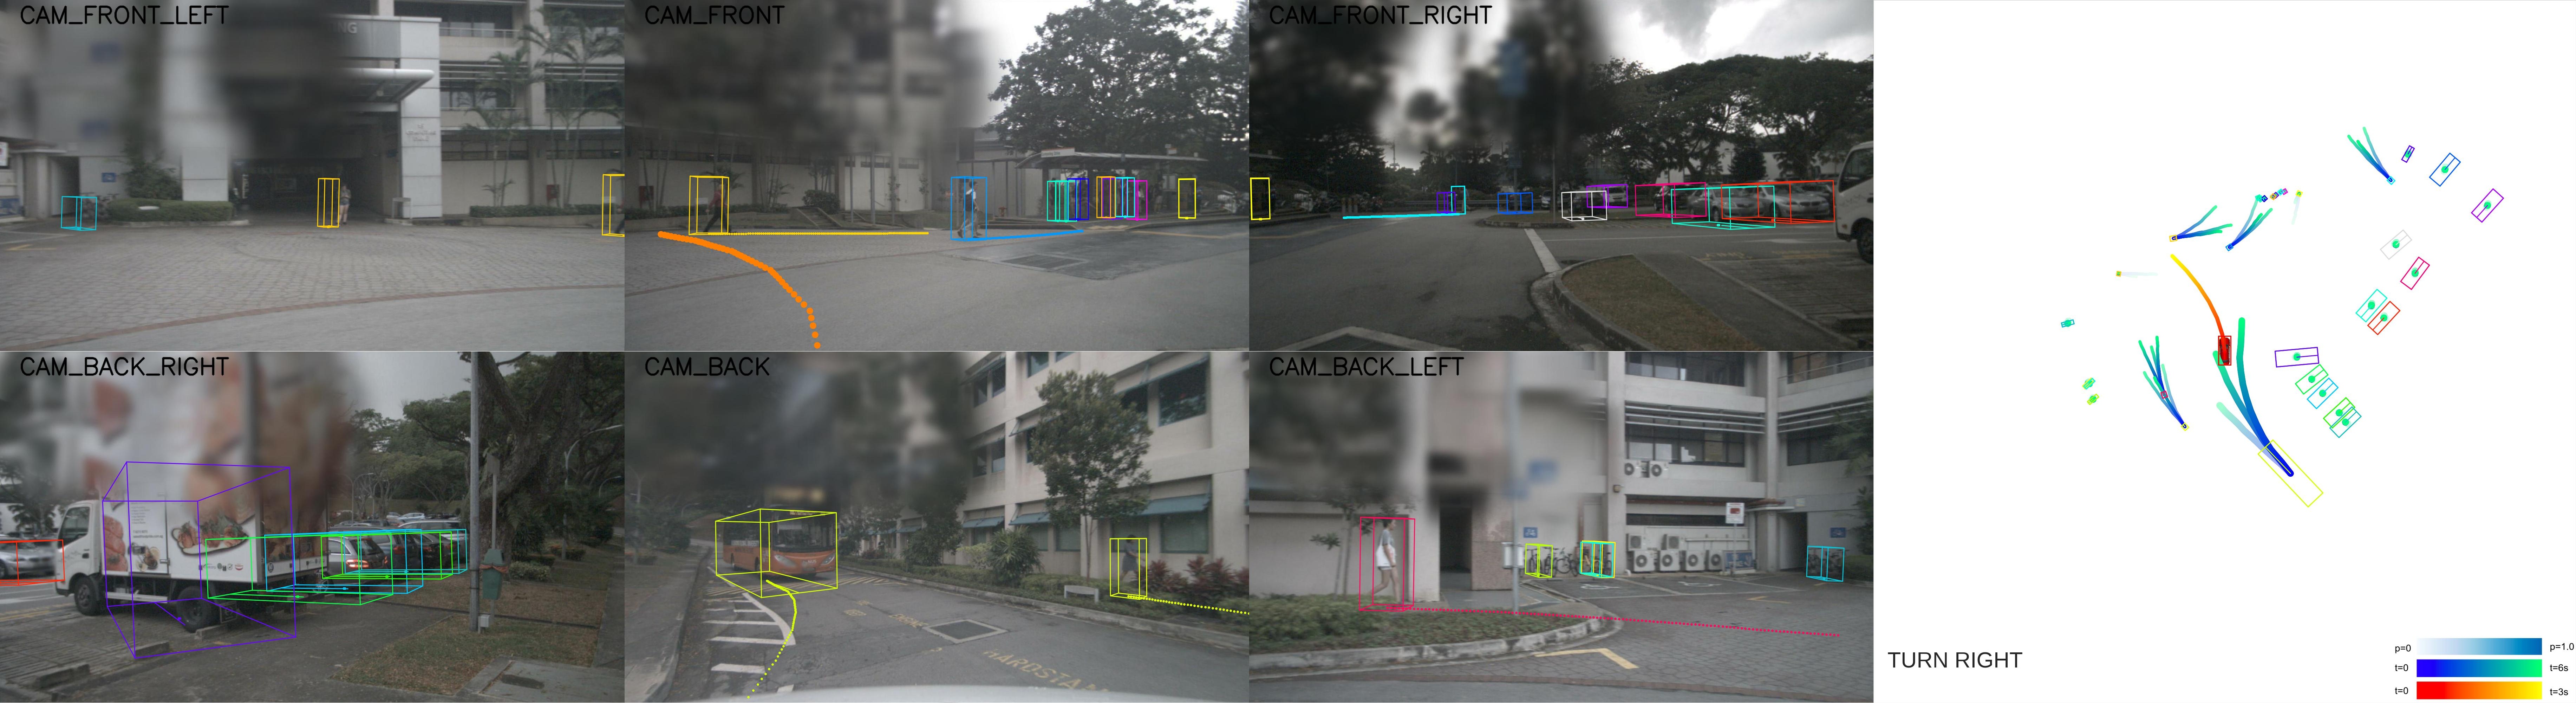 CAM_FRONT_LEFT
CAM_FRONT
CAM_FRONT_RIGHT
CAM_BACK_RIGHT
CAM_BACK
CAM_BACK_LEFT
TURN RIGHT
p=0
p=1.0
t=0
t=6s
t=0
t=3s